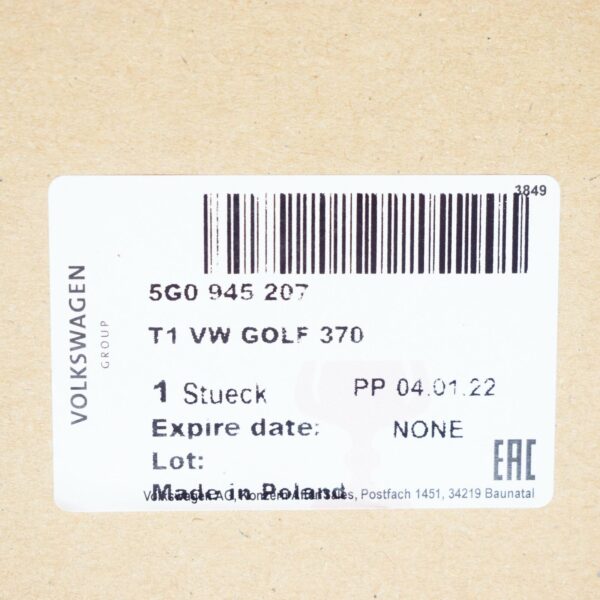 3849
5G0 945 207
T1 VW GOLF 370
1 Stueck PP 04.01.22
Expire date: NONE
Lot:
EAC
Made in Poland
Volkswagen AG, Konzern After Sales, Postfach 1451, 34219 Baunatal
VOLKSWAGEN
GROUP